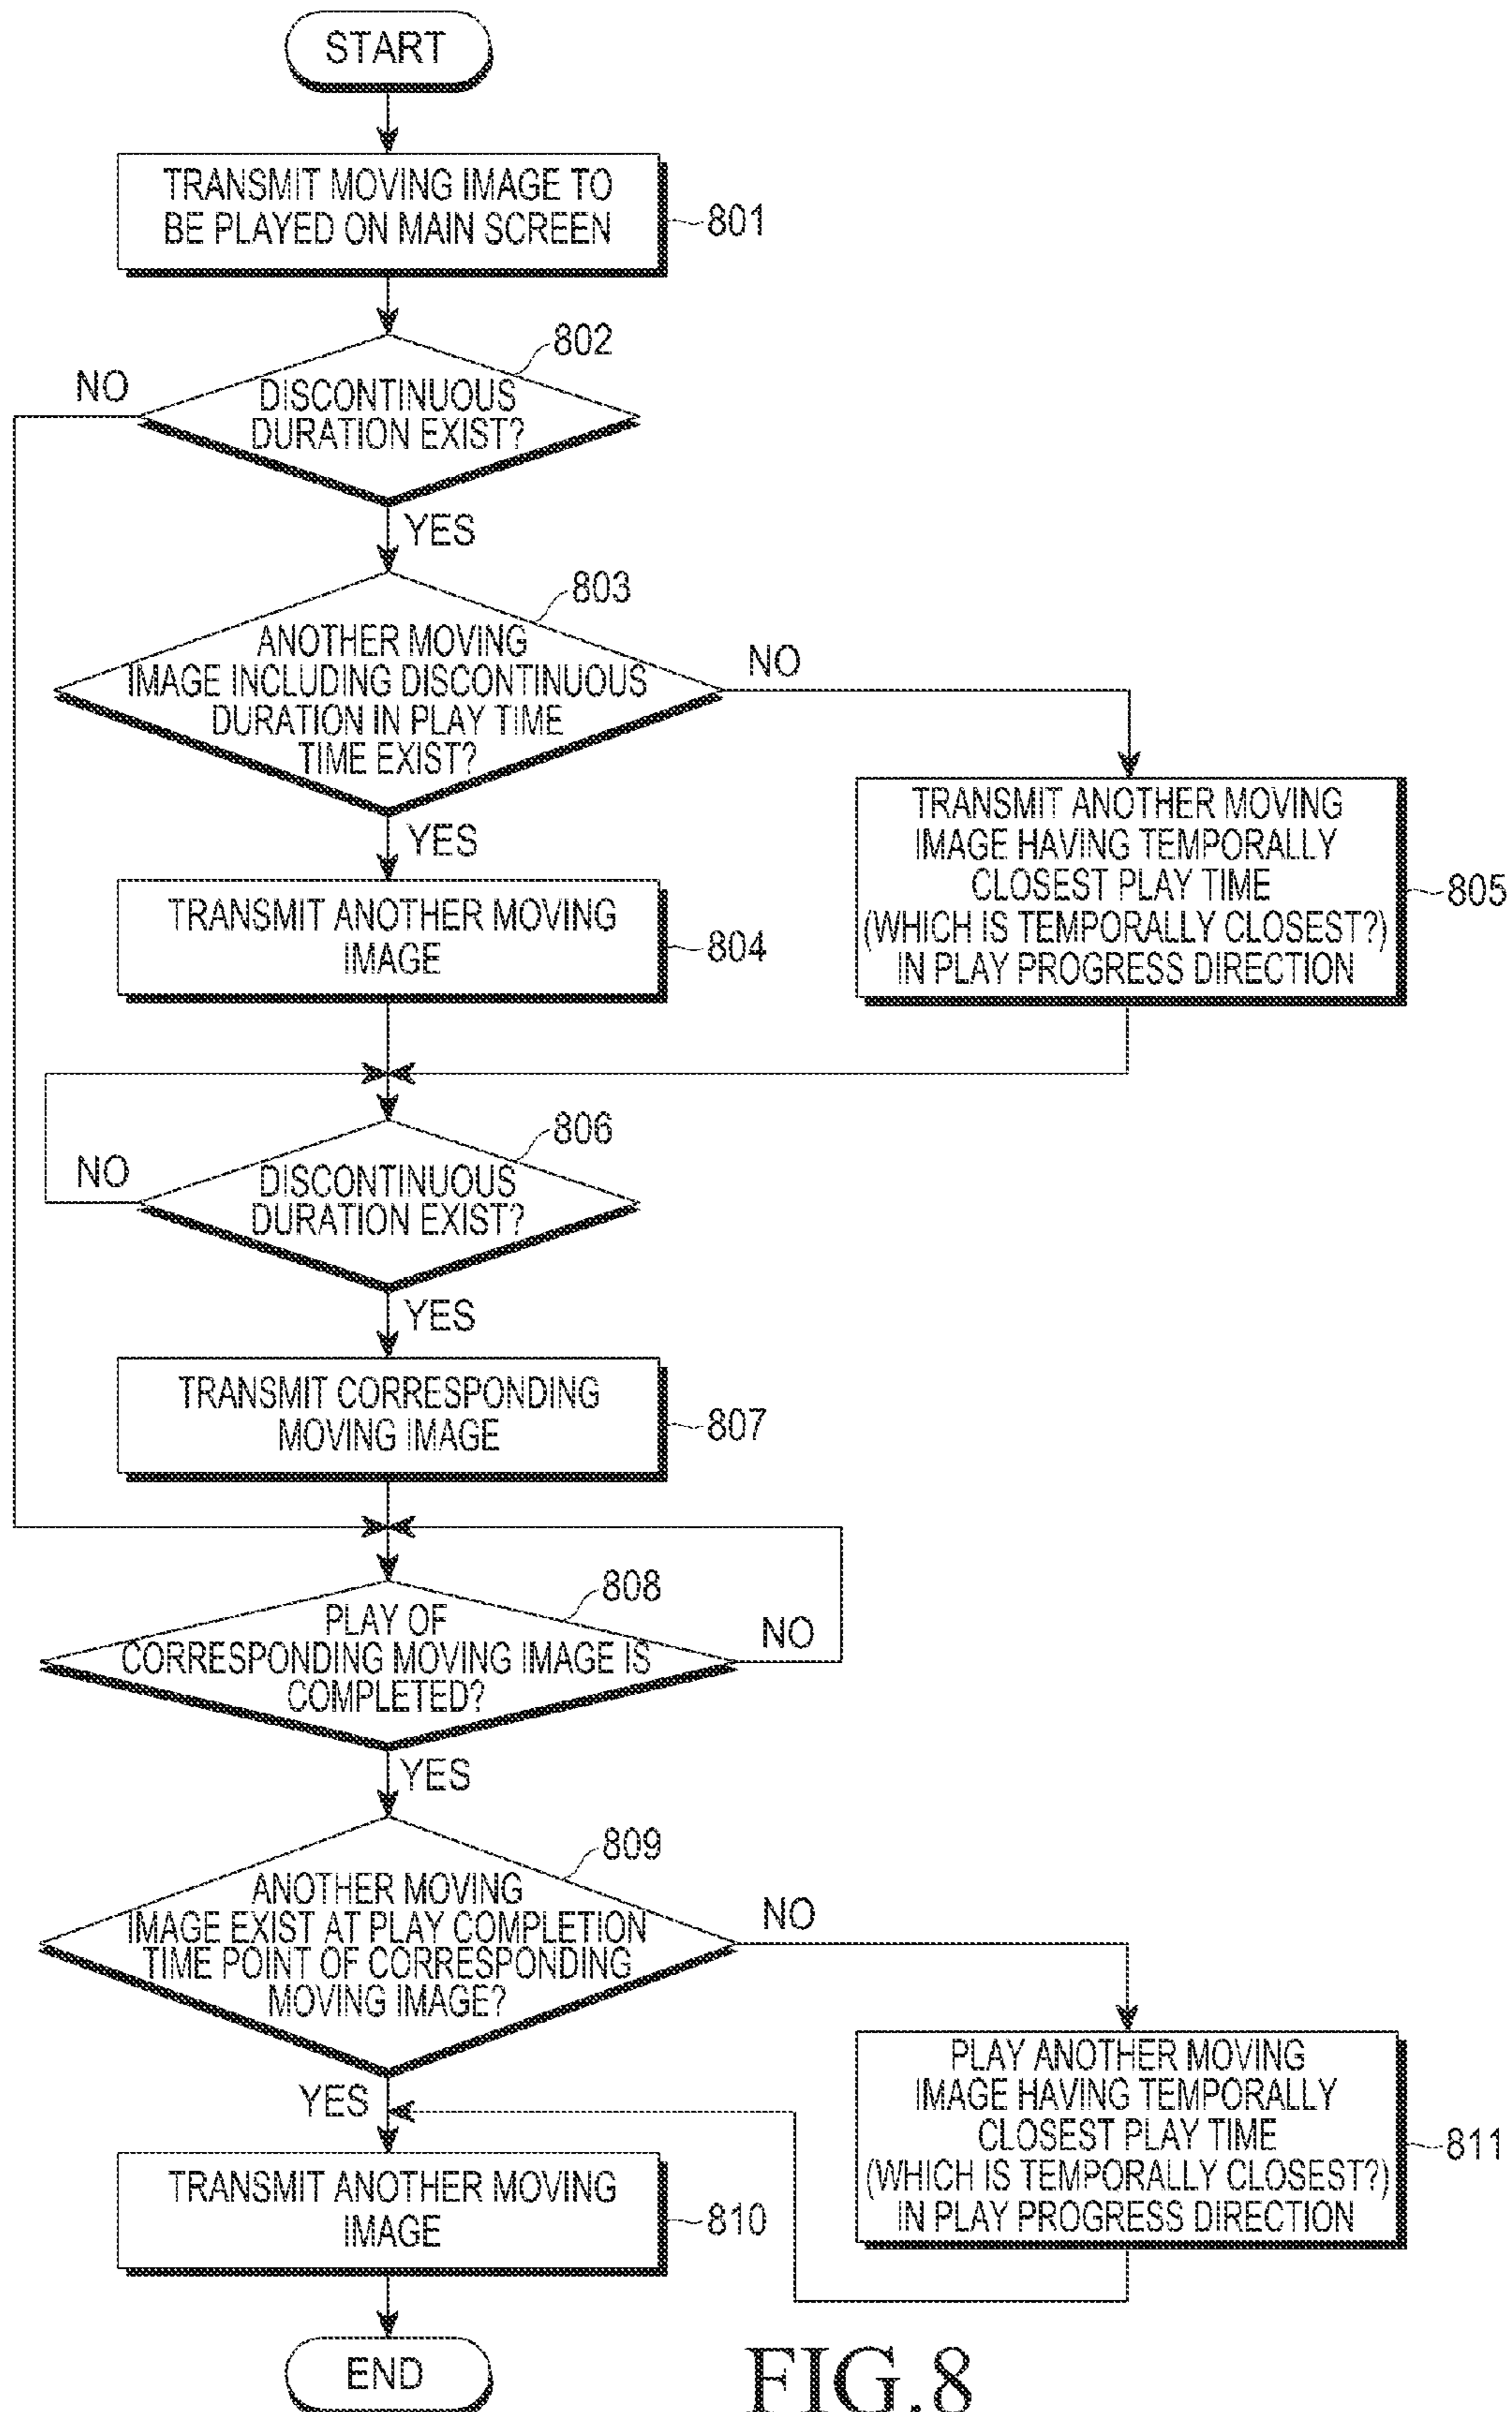 START
TRANSMIT MOVING IMAGE TO
BE PLAYED ON MAIN SCREEN
801
802
NO
DISCONTINUOUS
DURATION EXIST?
YES
803
ANOTHER MOVING
IMAGE INCLUDING DISCONTINUOUS
DURATION IN PLAY TIME
TIME EXIST?
NO
YES
TRANSMIT ANOTHER MOVING
IMAGE
804
TRANSMIT ANOTHER MOVING
IMAGE HAVING TEMPORALLY
CLOSEST PLAY TIME
(WHICH IS TEMPORALLY CLOSEST?)
IN PLAY PROGRESS DIRECTION
805
806
NO
DISCONTINUOUS
DURATION EXIST?
YES
TRANSMIT CORRESPONDING
MOVING IMAGE
807
808
PLAY OF
CORRESPONDING MOVING IMAGE IS
COMPLETED?
NO
YES
809
ANOTHER MOVING
IMAGE EXIST AT PLAY COMPLETION
TIME POINT OF CORRESPONDING
MOVING IMAGE?
NO
YES
PLAY ANOTHER MOVING
IMAGE HAVING TEMPORALLY
CLOSEST PLAY TIME
(WHICH IS TEMPORALLY CLOSEST?)
IN PLAY PROGRESS DIRECTION
811
TRANSMIT ANOTHER MOVING
IMAGE
810
END
FIG.8